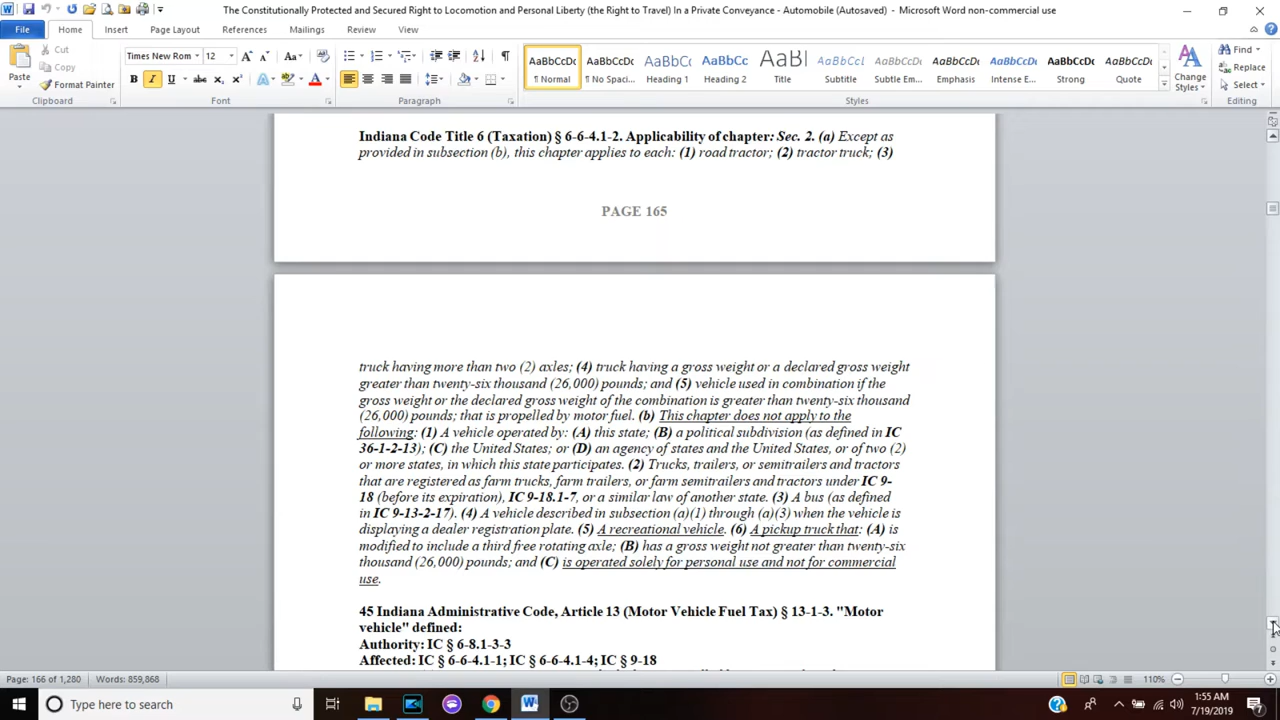 The Constitutionally Protected and Secured Right to Locomotion and Personal Liberty (the Right to Travel) In a Private Conveyance - Automobile (Autosaved) - Microsoft Word non-commercial use
File Home Insert Page Layout References Mailings Review View
Cut
Copy
Format Painter
Paste
Times New Rom 12
Clipboard Font Paragraph Styles Editing
AaBbCcDc AaBbCcDc AaBbCc AaBbCc AaBl AaBbCcL AaBbCcDt AaBbCcDt AaBbCcDt AaBbCcDc AaBbCcDt
¶ Normal ¶ No Spaci... Heading 1 Heading 2 Title Subtitle Subtle Em... Emphasis Intense E... Strong Quote
Change
Styles
Find
Replace
Select
Indiana Code Title 6 (Taxation) § 6-6-4.1-2. Applicability of chapter: Sec. 2. (a) Except as
provided in subsection (b), this chapter applies to each: (1) road tractor; (2) tractor truck; (3)
PAGE 165
truck having more than two (2) axles; (4) truck having a gross weight or a declared gross weight
greater than twenty-six thousand (26,000) pounds; and (5) vehicle used in combination if the
gross weight or the declared gross weight of the combination is greater than twenty-six thousand
(26,000) pounds; that is propelled by motor fuel. (b) This chapter does not apply to the
following: (1) A vehicle operated by: (A) this state; (B) a political subdivision (as defined in IC
36-1-2-13); (C) the United States; or (D) an agency of states and the United States, or of two (2)
or more states, in which this state participates. (2) Trucks, trailers, or semitrailers and tractors
that are registered as farm trucks, farm trailers, or farm semitrailers and tractors under IC 9-
18 (before its expiration), IC 9-18.1-7, or a similar law of another state. (3) A bus (as defined
in IC 9-13-2-17). (4) A vehicle described in subsection (a)(1) through (a)(3) when the vehicle is
displaying a dealer registration plate. (5) A recreational vehicle. (6) A pickup truck that: (A) is
modified to include a third free rotating axle; (B) has a gross weight not greater than twenty-six
thousand (26,000) pounds; and (C) is operated solely for personal use and not for commercial
use.
45 Indiana Administrative Code, Article 13 (Motor Vehicle Fuel Tax) § 13-1-3. "Motor
vehicle" defined:
Authority: IC § 6-8.1-3-3
Affected: IC § 6-6-4.1-1; IC § 6-6-4.1-4; IC § 9-18
Page: 166 of 1,280 Words: 859,868 110%
Type here to search
1:55 AM
7/19/2019